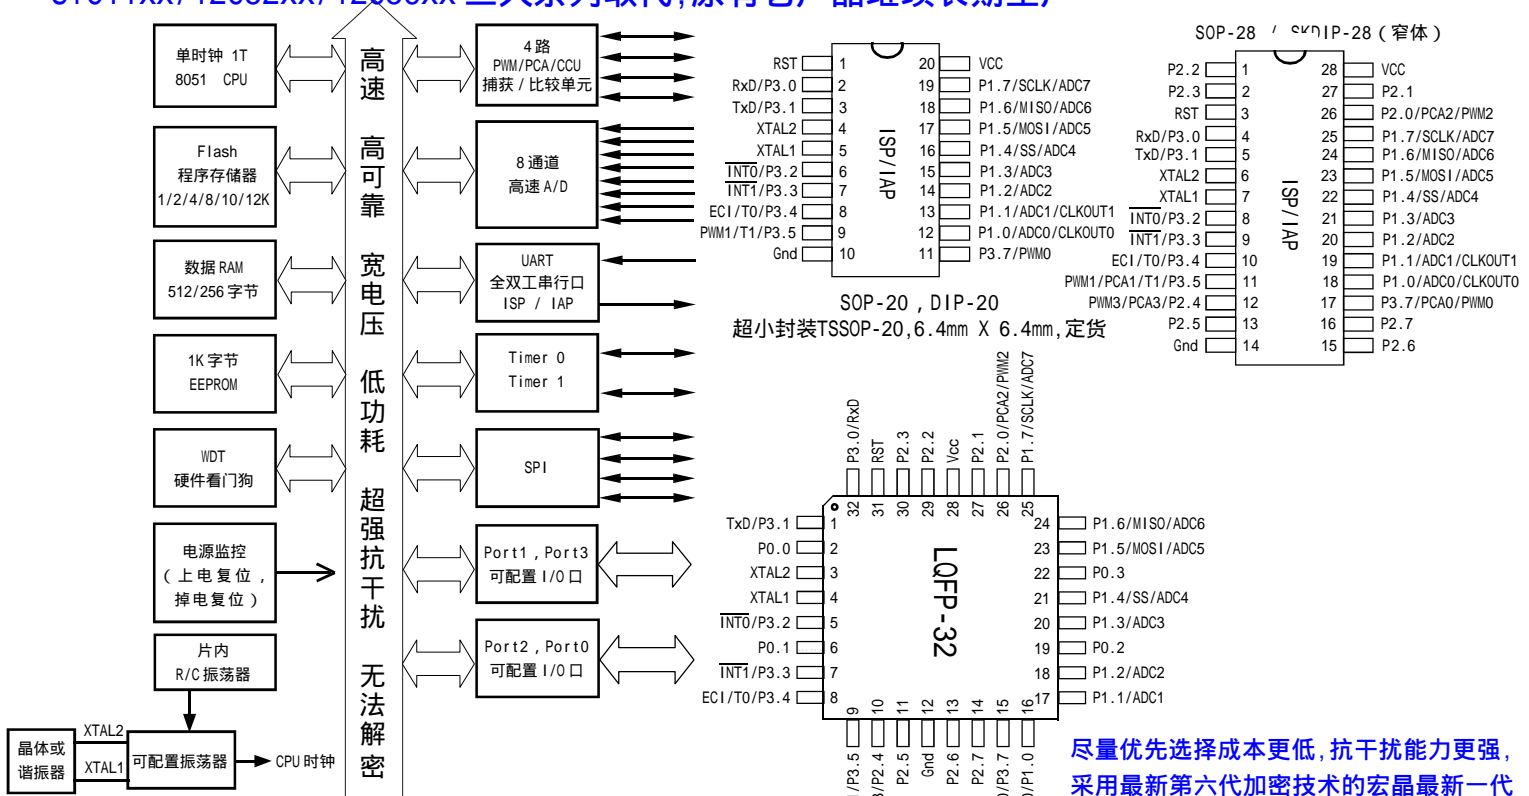 单时钟 1T
8051 CPU
Flash
程序存储器
1/2/4/8/10/12K
数据 RAM
512/256 字节
1K 字节
EEPROM
WDT
硬件看门狗
电源监控
(上电复位,
掉电复位)
片内
R/C 振荡器
晶体或
谐振器
XTAL2
XTAL1
可配置振荡器
CPU 时钟
高速 高可靠 宽电压 低功耗 超强抗干扰 无法解密
4 路
PWM/PCA/CCU
捕获 / 比较单元
8 通道
高速 A/D
UART
全双工串行口
ISP / IAP
Timer 0
Timer 1
SPI
Port1 , Port3
可配置 I/O 口
Port2 , Port0
可配置 I/O 口
RST 1 20 VCC
RxD/P3.0 2 19 P1.7/SCLK/ADC7
TxD/P3.1 3 18 P1.6/MISO/ADC6
XTAL2 4 17 P1.5/MOSI/ADC5
XTAL1 5 16 P1.4/SS/ADC4
INT0/P3.2 6 15 P1.3/ADC3
INT1/P3.3 7 14 P1.2/ADC2
ECI/T0/P3.4 8 13 P1.1/ADC1/CLKOUT1
PWM1/T1/P3.5 9 12 P1.0/ADC0/CLKOUT0
Gnd 10 11 P3.7/PWM0
ISP/IAP
SOP-20 , DIP-20
超小封装TSSOP-20,6.4mm X 6.4mm,定货
SOP-28 / SKDIP-28 (窄体)
P2.2 1 28 VCC
P2.3 2 27 P2.1
RST 3 26 P2.0/PCA2/PWM2
RxD/P3.0 4 25 P1.7/SCLK/ADC7
TxD/P3.1 5 24 P1.6/MISO/ADC6
XTAL2 6 23 P1.5/MOSI/ADC5
XTAL1 7 22 P1.4/SS/ADC4
INT0/P3.2 8 21 P1.3/ADC3
INT1/P3.3 9 20 P1.2/ADC2
ECI/T0/P3.4 10 19 P1.1/ADC1/CLKOUT1
PWM1/PCA1/T1/P3.5 11 18 P1.0/ADC0/CLKOUT0
PWM3/PCA3/P2.4 12 17 P3.7/PCA0/PWM0
P2.5 13 16 P2.7
Gnd 14 15 P2.6
ISP/IAP
P3.0/RxD 32
RST 31
P2.3 30
P2.2 29
Vcc 28
P2.1 27
P2.0/PCA2/PWM2 26
P1.7/SCLK/ADC7 25
TxD/P3.1 1 24 P1.6/MISO/ADC6
P0.0 2 23 P1.5/MOSI/ADC5
XTAL2 3 22 P0.3
XTAL1 4 21 P1.4/SS/ADC4
INT0/P3.2 5 20 P1.3/ADC3
P0.1 6 19 P0.2
INT1/P3.3 7 18 P1.2/ADC2
ECI/T0/P3.4 8 17 P1.1/ADC1
LQFP-32
9 /P3.5
10 /P2.4
11 P2.5
12 Gnd
13 P2.6
14 P2.7
15 /P3.7
16 /P1.0
尽量优先选择成本更低,抗干扰能力更强,
采用最新第六代加密技术的宏晶最新一代